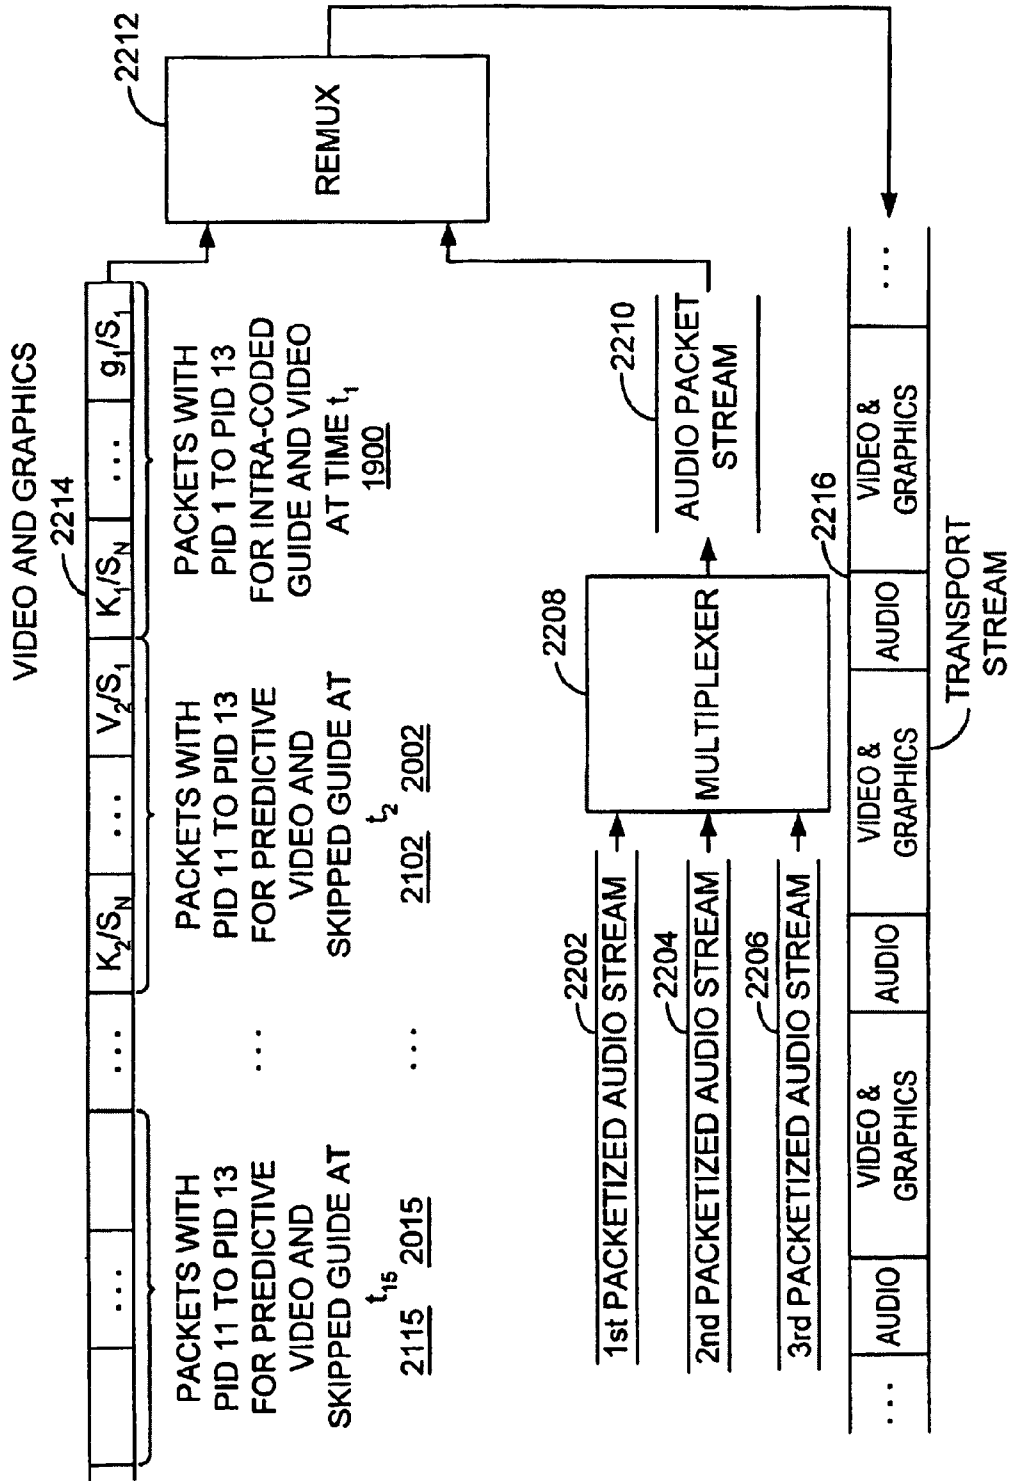 VIDEO AND GRAPHICS
2214
...
... K₂/Sₙ ... V₂/S₁ K₁/Sₙ ... g₁/S₁
PACKETS WITH
PID 11 TO PID 13
FOR PREDICTIVE
VIDEO AND
SKIPPED GUIDE AT
t₁₅
2115 2015
...
...
PACKETS WITH
PID 11 TO PID 13
FOR PREDICTIVE
VIDEO AND
SKIPPED GUIDE AT
t₂
2102 2002
PACKETS WITH
PID 1 TO PID 13
FOR INTRA-CODED
GUIDE AND VIDEO
AT TIME t₁
1900
2212
REMUX
2202
1st PACKETIZED AUDIO STREAM
2204
2nd PACKETIZED AUDIO STREAM
2206
3rd PACKETIZED AUDIO STREAM
2208
MULTIPLEXER
2210
AUDIO PACKET
STREAM
2216
... AUDIO VIDEO &
GRAPHICS AUDIO VIDEO &
GRAPHICS AUDIO VIDEO &
GRAPHICS ...
TRANSPORT
STREAM